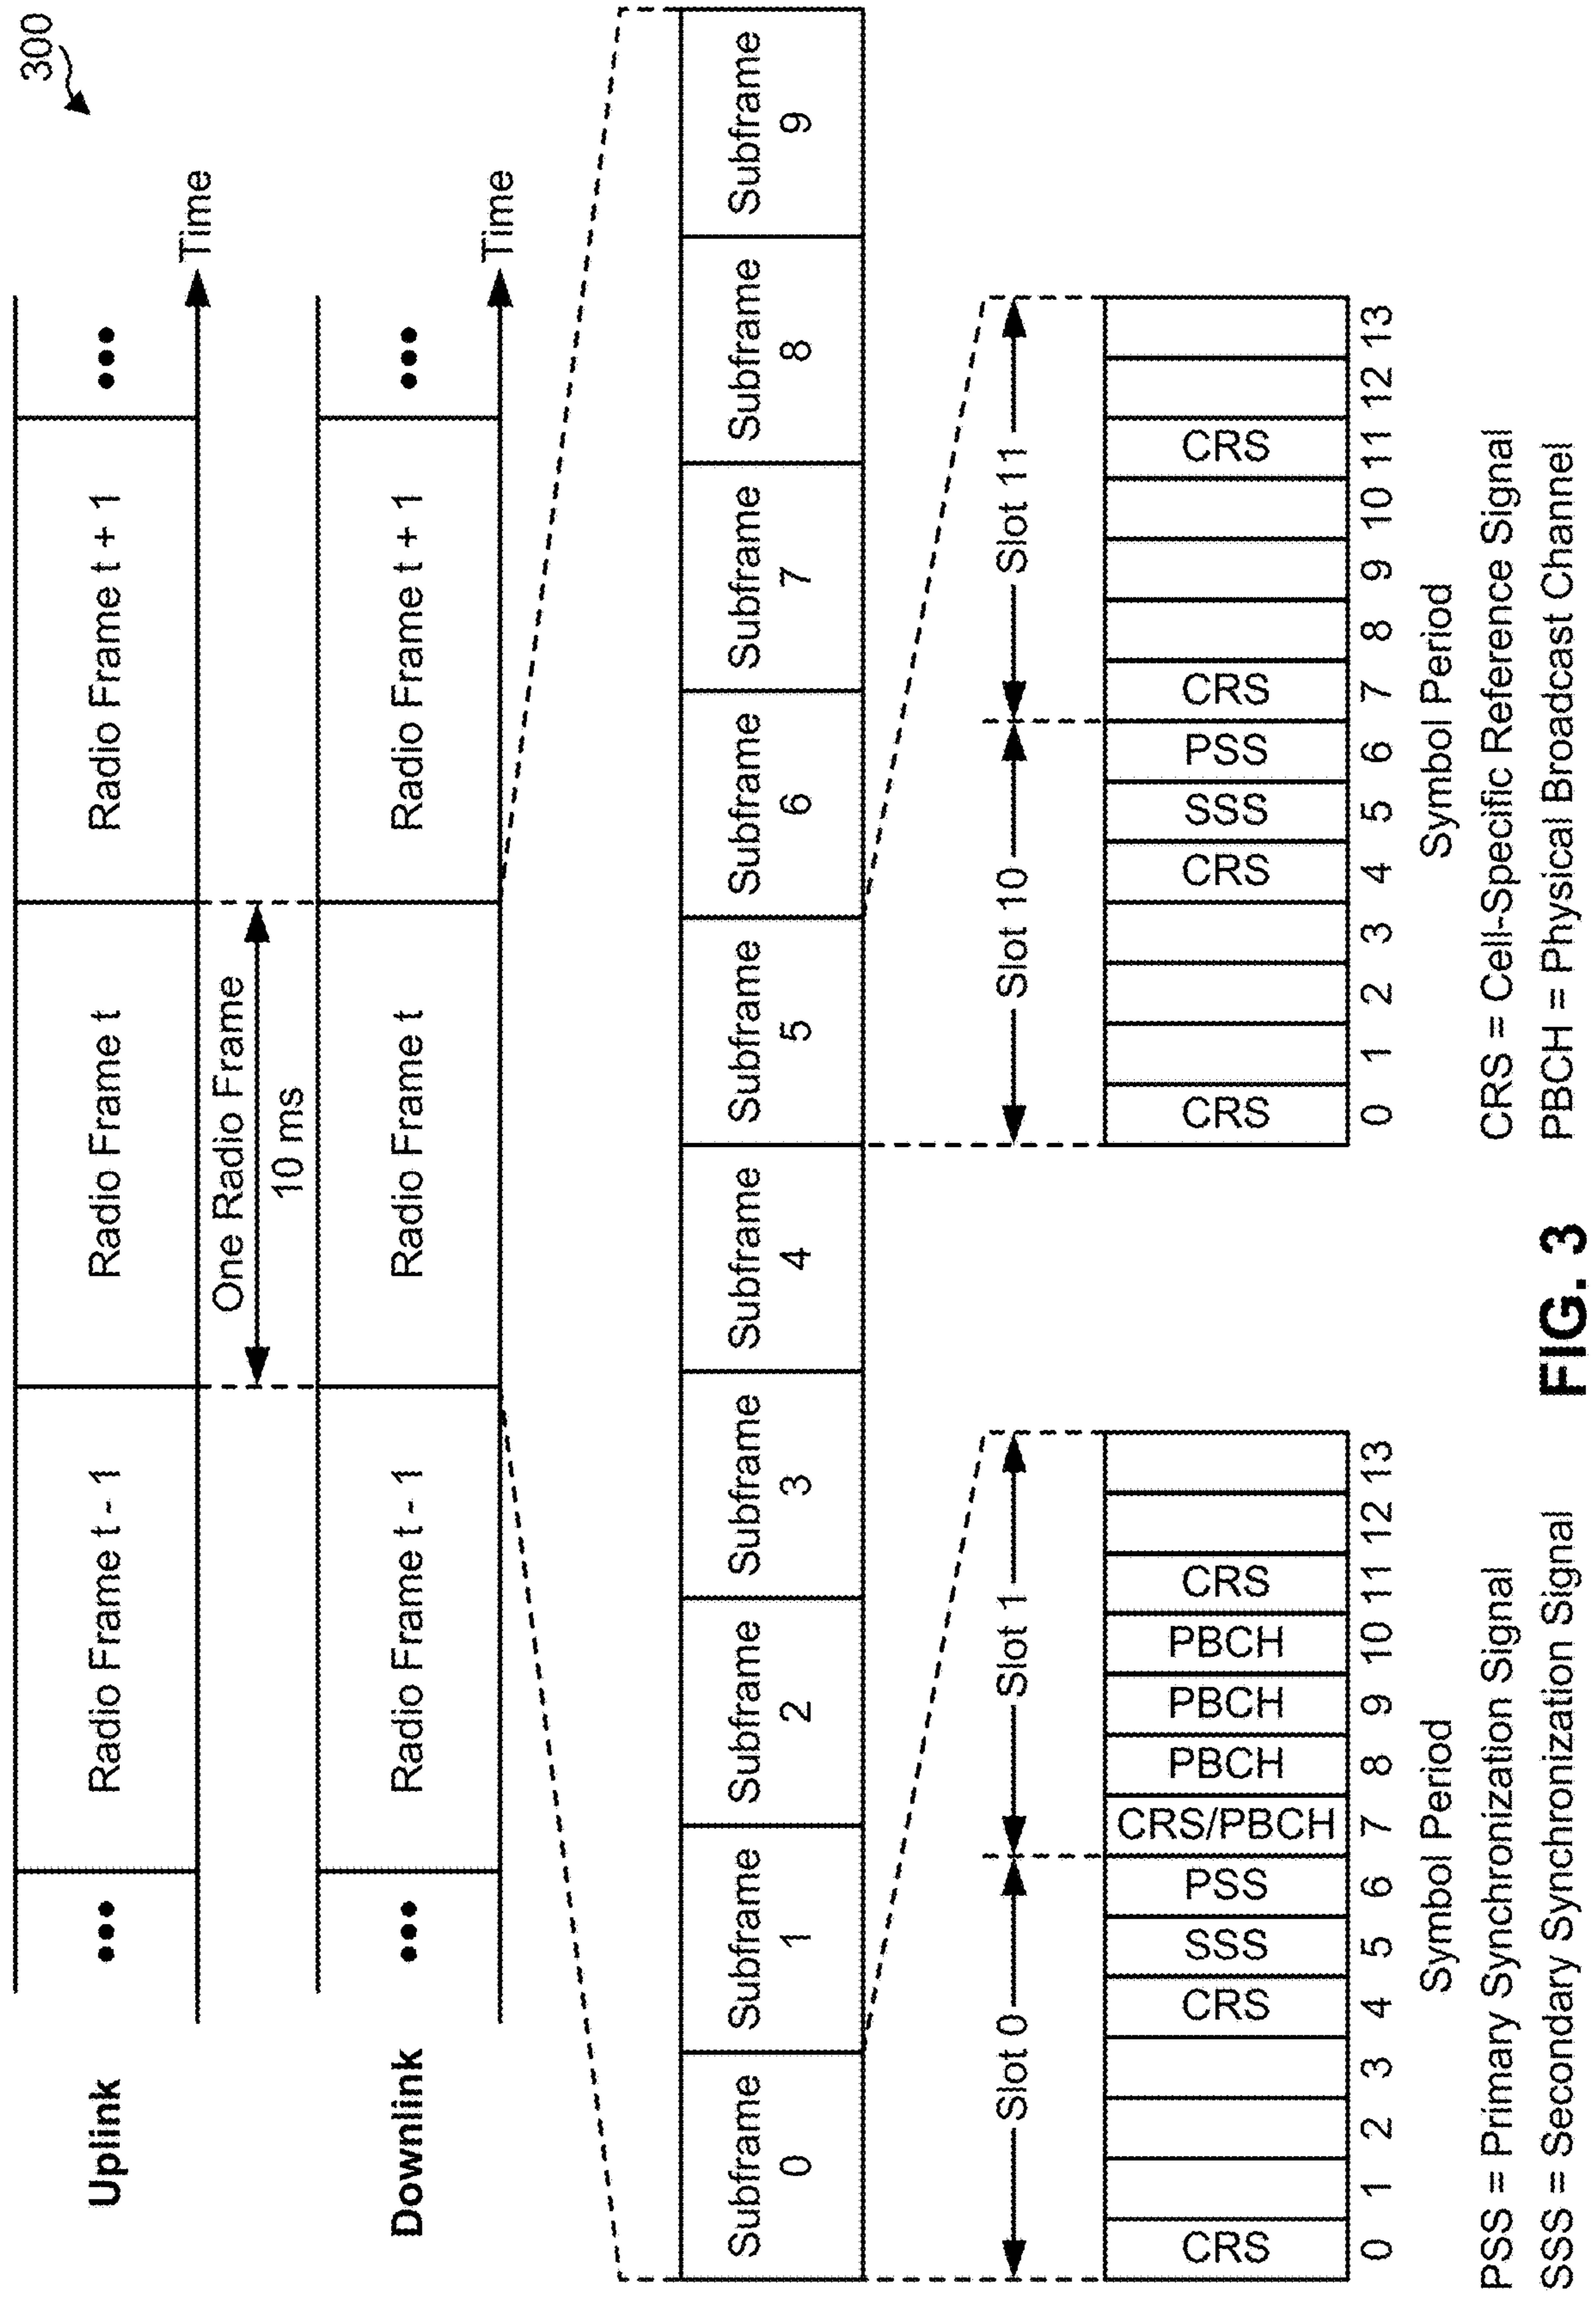 300
Uplink
••• Radio Frame t - 1 Radio Frame t Radio Frame t + 1 •••
Time
One Radio Frame
10 ms
Downlink
••• Radio Frame t - 1 Radio Frame t Radio Frame t + 1 •••
Time
Subframe Subframe Subframe Subframe Subframe Subframe Subframe Subframe Subframe Subframe
0 1 2 3 4 5 6 7 8 9
Slot 0 Slot 1
CRS CRS SSS PSS CRS/PBCH PBCH PBCH PBCH CRS
0 1 2 3 4 5 6 7 8 9 10 11 12 13
Symbol Period
Slot 10 Slot 11
CRS CRS SSS PSS CRS CRS
0 1 2 3 4 5 6 7 8 9 10 11 12 13
Symbol Period
PSS = Primary Synchronization Signal
SSS = Secondary Synchronization Signal
CRS = Cell-Specific Reference Signal
PBCH = Physical Broadcast Channel
FIG. 3